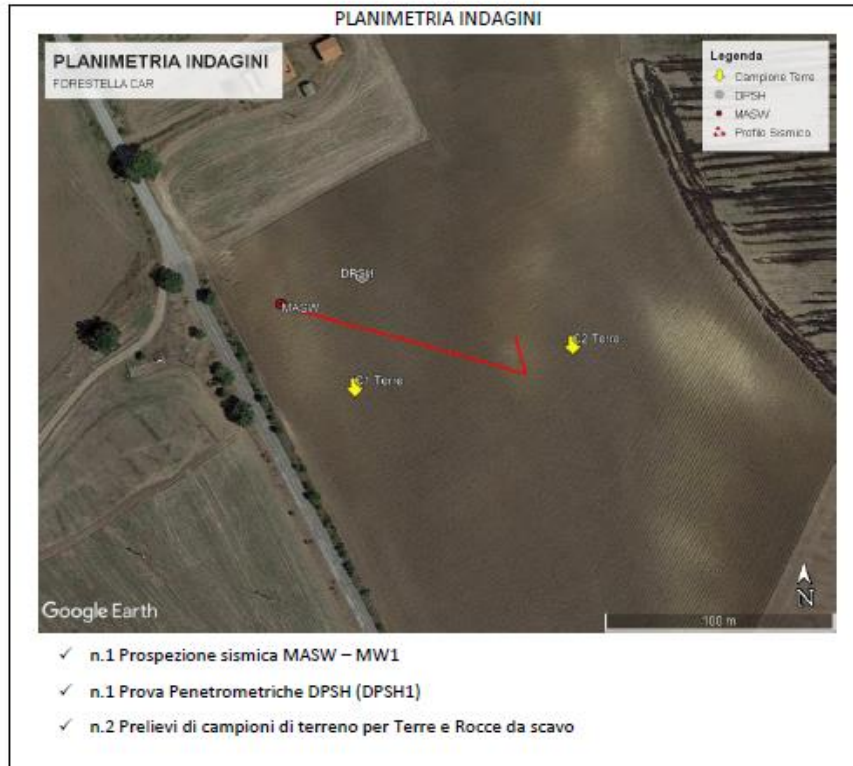 PLANIMETRIA INDAGINI
PLANIMETRIA INDAGINI
FORESTELLA CAR
Legenda
Campione Terre
DPSH
MASW
Profilo Sismico
DPSH
MASW
C2 Terre
C1 Terre
Google Earth
N
100 m
✓ n.1 Prospezione sismica MASW – MW1
✓ n.1 Prova Penetrometriche DPSH (DPSH1)
✓ n.2 Prelievi di campioni di terreno per Terre e Rocce da scavo